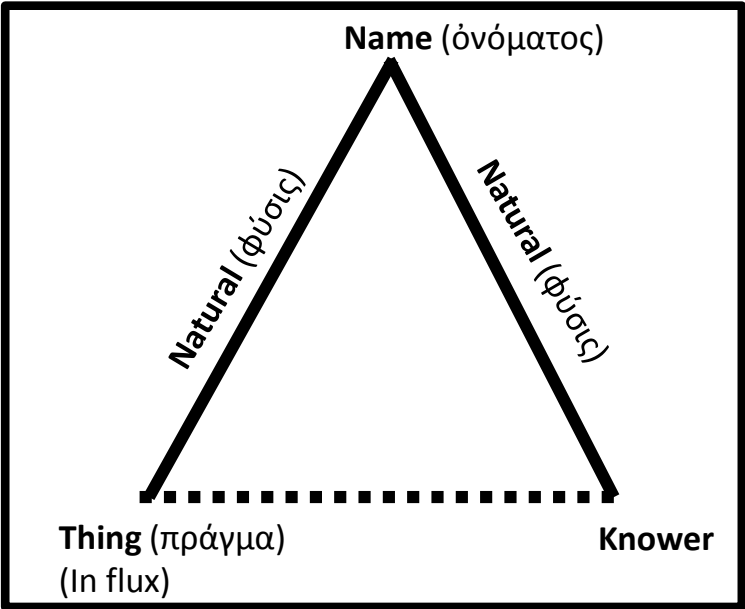 Name (ὀνόματος)
Natural (φύσις)
Natural (φύσις)
Thing (πράγμα)
(In flux)
Knower